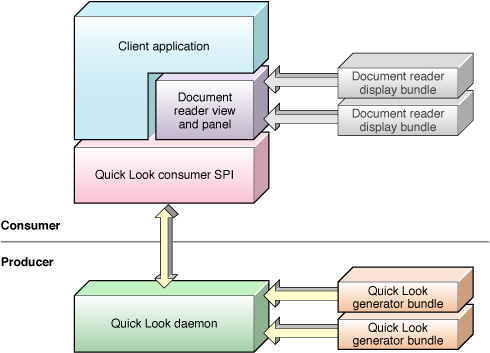 Client application
Document
reader view
and panel
Document reader
display bundle
Document reader
display bundle
Quick Look consumer SPI
Consumer
Producer
Quick Look daemon
Quick Look
generator bundle
Quick Look
generator bundle